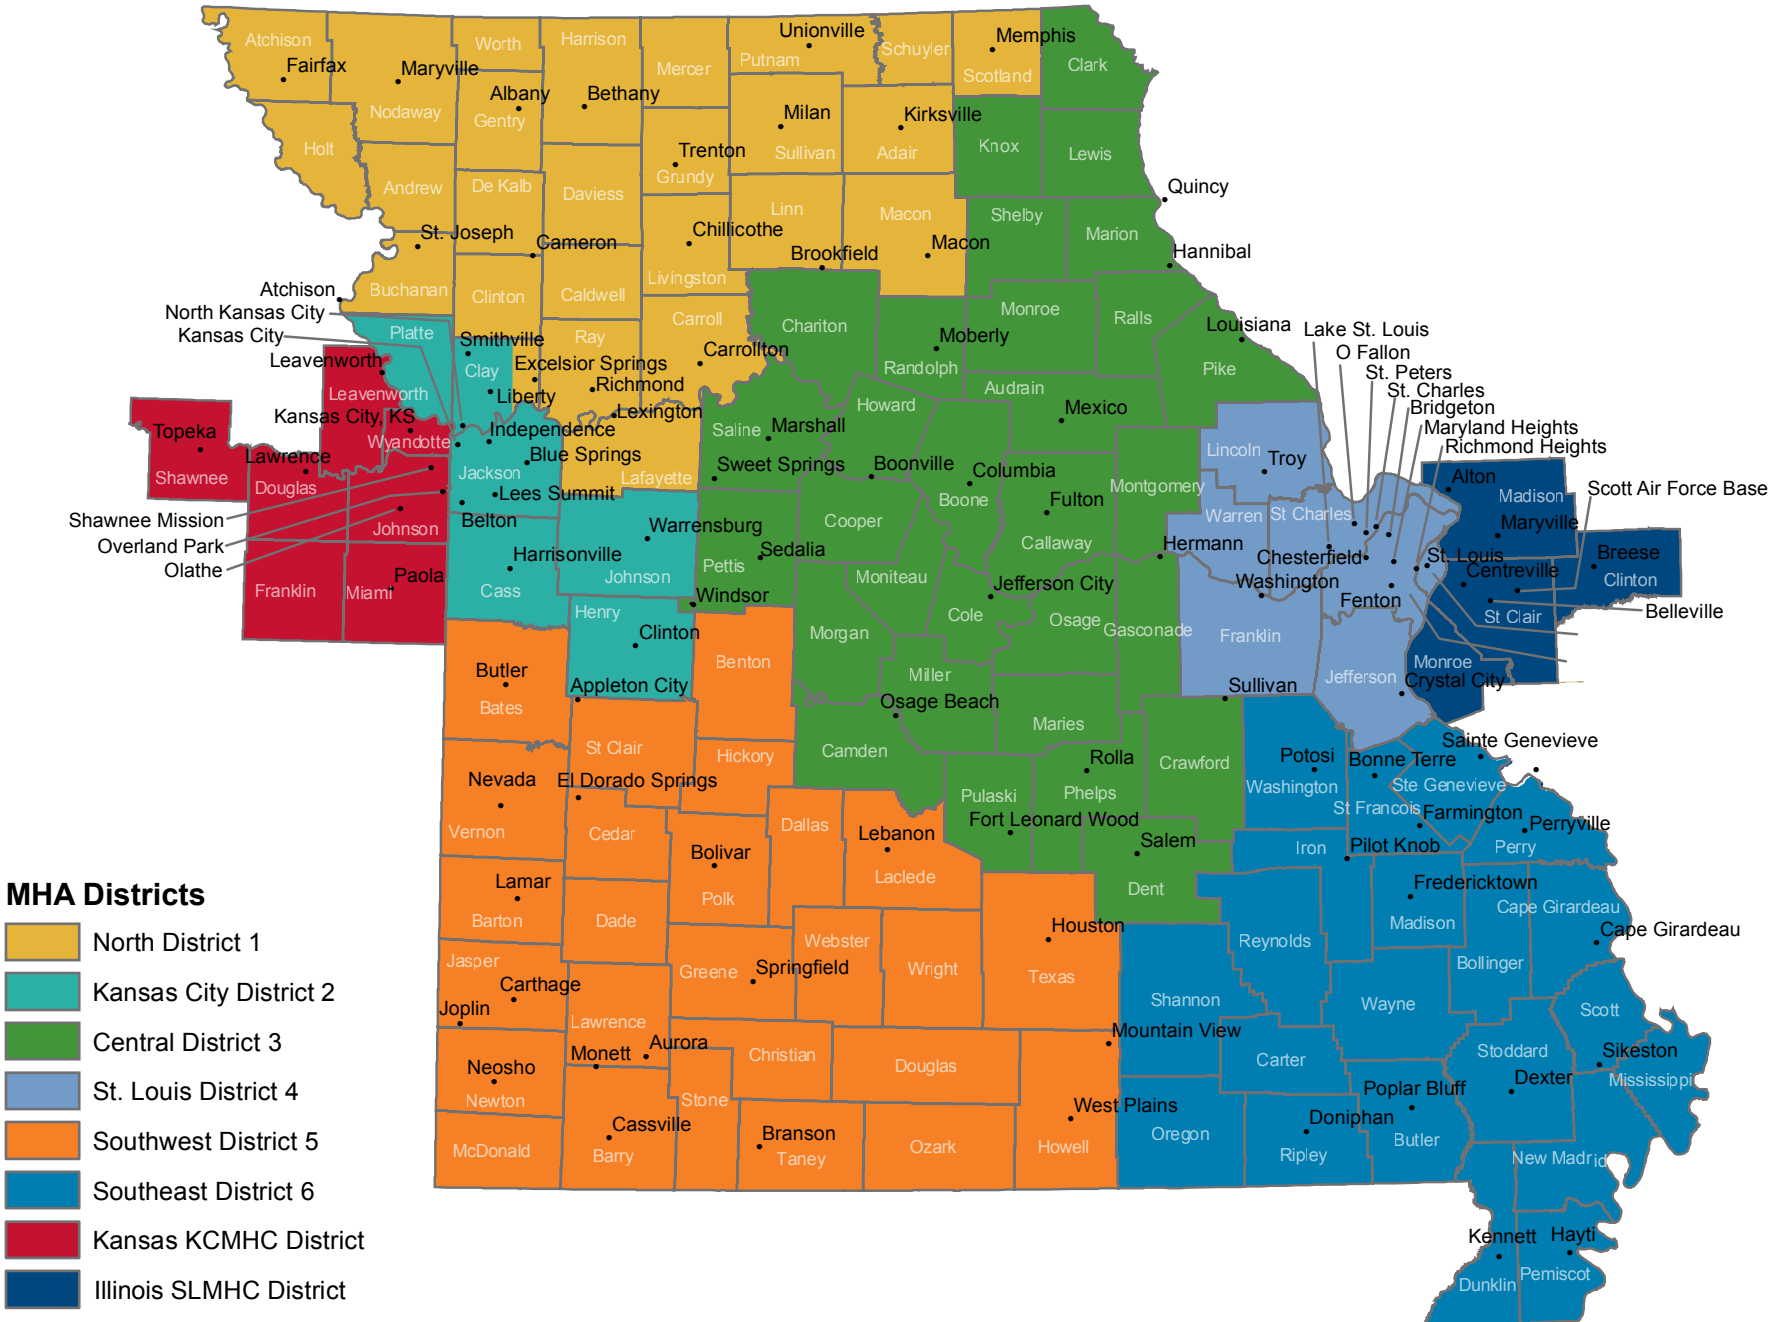 Atchison
Fairfax
Maryville
Nodaway
Worth
Albany
Gentry
Harrison
Bethany
Mercer
Unionville
Putnam
Schuyler
Memphis
Scotland
Clark
Holt
Andrew
De Kalb
Daviess
Trenton
Grundy
Milan
Sullivan
Kirksville
Adair
Knox
Lewis
Quincy
St. Joseph
Cameron
Chillicothe
Livingston
Linn
Brookfield
Macon
Macon
Shelby
Marion
Hannibal
Atchison
Buchanan
Clinton
Caldwell
Carroll
Chariton
Monroe
Ralls
North Kansas City
Kansas City
Leavenworth
Platte
Smithville
Clay
Ray
Excelsior Springs
Richmond
Carrollton
Moberly
Randolph
Louisiana
Pike
Lake St. Louis
O Fallon
St. Peters
St. Charles
Bridgeton
Maryland Heights
Richmond Heights
Leavenworth
Liberty
Lexington
Kansas City, KS
Wyandotte
Independence
Blue Springs
Jackson
Lees Summit
Lafayette
Saline
Marshall
Sweet Springs
Howard
Boonville
Audrain
Mexico
Columbia
Boone
Fulton
Callaway
Montgomery
Lincoln
Troy
Warren
St Charles
Alton
Madison
Maryville
Scott Air Force Base
Topeka
Shawnee
Lawrence
Douglas
Johnson
Shawnee Mission
Overland Park
Olathe
Belton
Harrisonville
Cass
Warrensburg
Johnson
Pettis
Sedalia
Cooper
Moniteau
Jefferson City
Cole
Osage
Hermann
Gasconade
Chesterfield
Washington
St. Louis
Centreville
Fenton
Breese
Clinton
Belleville
St Clair
Franklin
Miami
Paola
Henry
Clinton
Windsor
Benton
Morgan
Miller
Osage Beach
Maries
Franklin
Sullivan
Jefferson
Monroe
Crystal City
Butler
Bates
Appleton City
St Clair
Hickory
Camden
Pulaski
Rolla
Phelps
Fort Leonard Wood
Crawford
Salem
Dent
Potosi
Washington
Bonne Terre
Sainte Genevieve
Ste Genevieve
St Francois
Farmington
Perryville
Perry
Nevada
Vernon
El Dorado Springs
Cedar
Bolivar
Polk
Dallas
Lebanon
Laclede
Iron
Pilot Knob
Fredericktown
Madison
Cape Girardeau
Cape Girardeau
Lamar
Barton
Dade
Greene
Springfield
Webster
Wright
Houston
Texas
Reynolds
Bollinger
Jasper
Carthage
Joplin
Lawrence
Monett
Aurora
Christian
Douglas
Shannon
Mountain View
Carter
Wayne
Scott
Sikeston
Stoddard
Dexter
Mississippi
Neosho
Newton
McDonald
Cassville
Barry
Stone
Branson
Taney
Ozark
West Plains
Howell
Oregon
Doniphan
Ripley
Poplar Bluff
Butler
New Madrid
Kennett
Hayti
Dunklin
Pemiscot
MHA Districts
North District 1
Kansas City District 2
Central District 3
St. Louis District 4
Southwest District 5
Southeast District 6
Kansas KCMHC District
Illinois SLMHC District